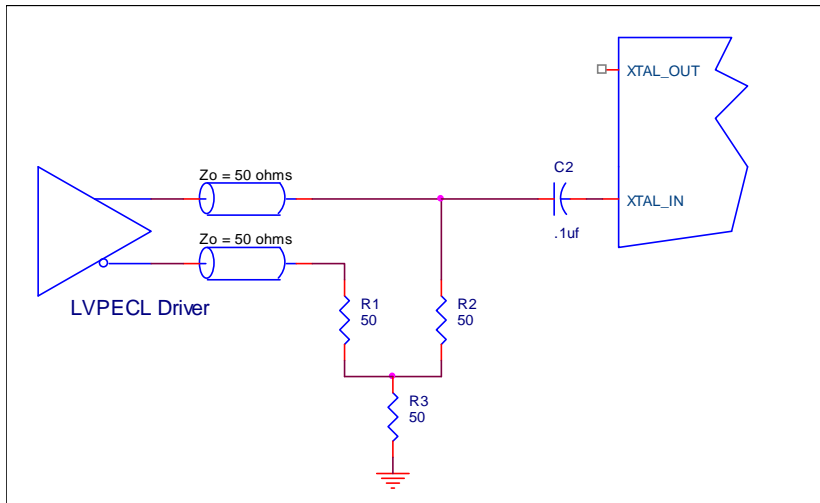 XTAL_OUT
C2
Zo = 50 ohms
XTAL_IN
.1uf
Zo = 50 ohms
LVPECL Driver
R1
50
R2
50
R3
50